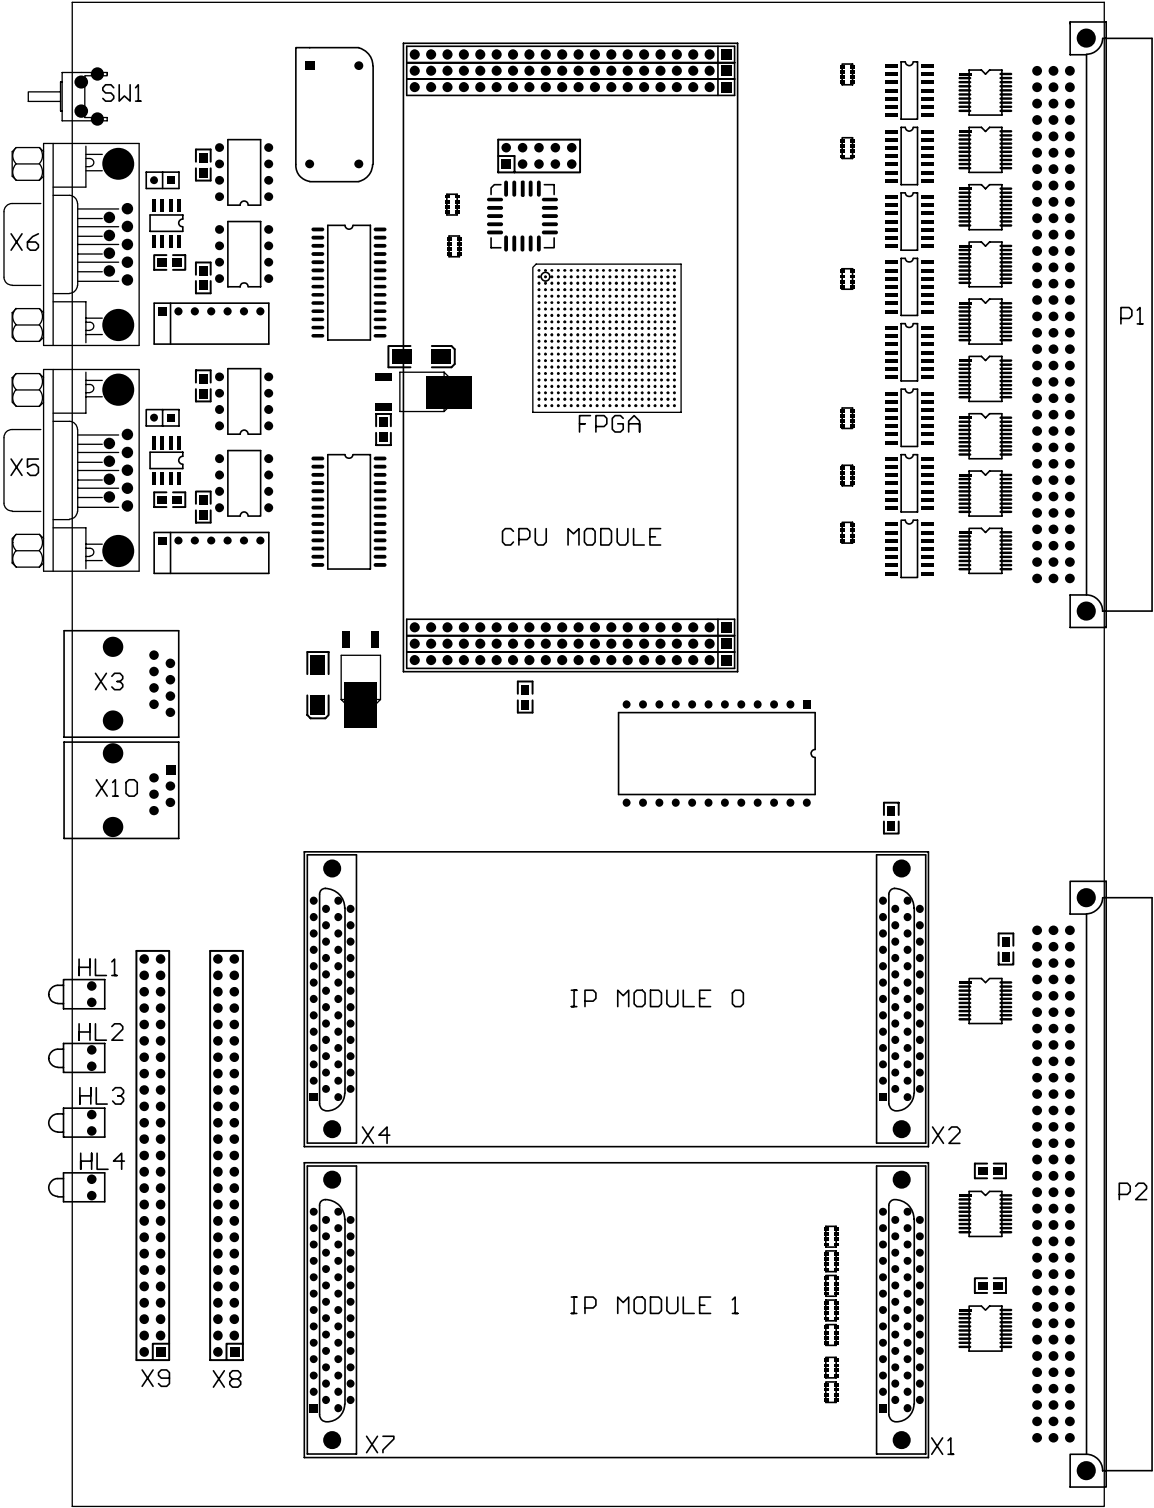 SW1
X6
P1
FPGA
X5
CPU MODULE
X3
X10
HL1
IP MODULE 0
HL2
HL3
X4
X2
HL4
P2
IP MODULE 1
X9
X8
X7
X1